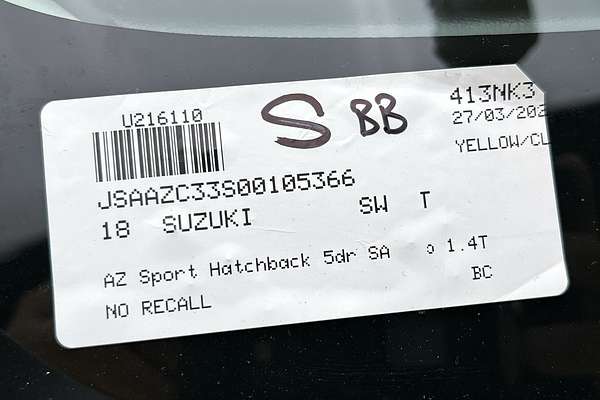 U216110
S BB
413NK3
27/03/202
YELLOW/CL
JSAAZC33S00105366
18 SUZUKI SW T
AZ Sport Hatchback 5dr SA o 1.4T
BC
NO RECALL